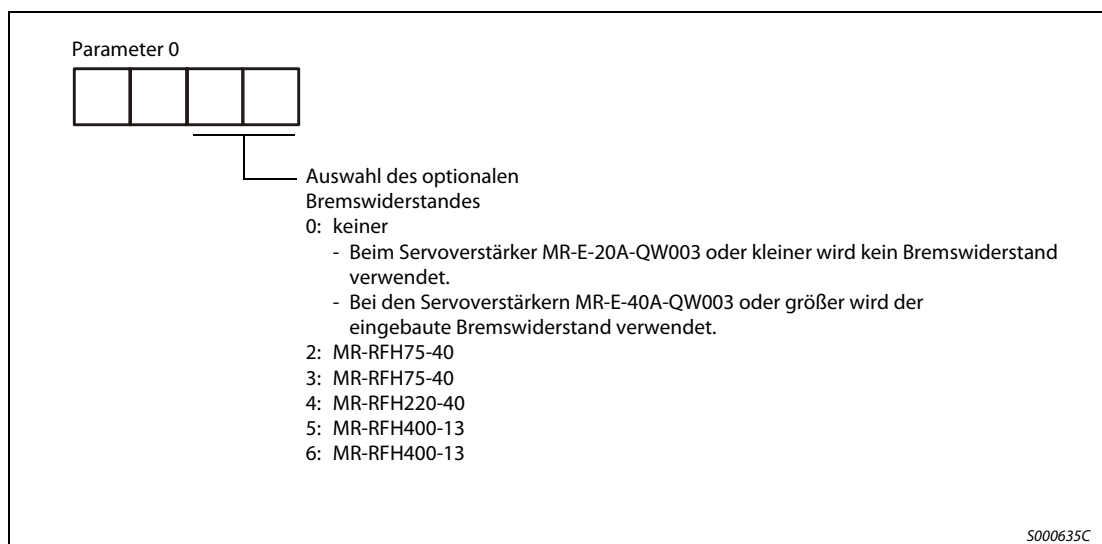 Parameter 0
Auswahl des optionalen
Bremswiderstandes
0: keiner
- Beim Servoverstärker MR-E-20A-QW003 oder kleiner wird kein Bremswiderstand
verwendet.
- Bei den Servoverstärkern MR-E-40A-QW003 oder größer wird der
eingebaute Bremswiderstand verwendet.
2: MR-RFH75-40
3: MR-RFH75-40
4: MR-RFH220-40
5: MR-RFH400-13
6: MR-RFH400-13
S000635C